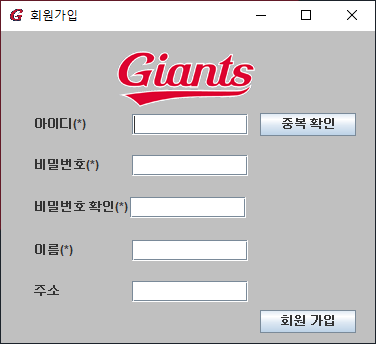 회원가입
Giants
아이디(*)
중복 확인
비밀번호(*)
비밀번호 확인(*)
이름(*)
주소
회원 가입